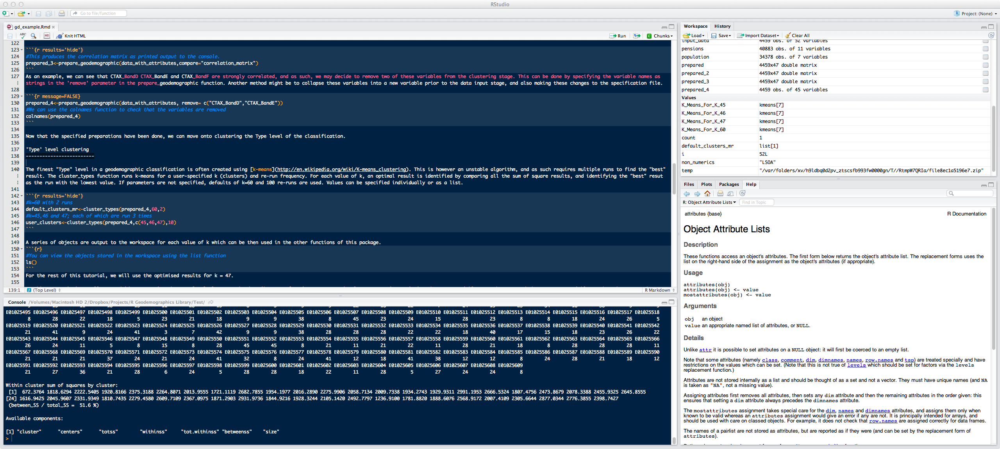 RStudio
Go to file/function
Project: (None)
gd_example.Rmd
ABC
MD
Knit HTML
Run
Chunks
122
123 ```{r results='hide'}
124 #This produces the correlation matrix as printed output to the console.
125 prepared_3<-prepare_geodemographic(data_with_attributes,compare="correlation_matrix")
126 ```
127 As an example, we can see that CTAX_BandD CTAX_BandE and CTAX_BandF are strongly correlated, and as such, we may decide to remove two of these variables from the clustering stage. This can be done by specifying the variable names as
strings in the 'remove' parameter in the prepare_geodemographic function. Another method might be to collapse these variables into a new variable prior to the data input stage, and also making these changes to the specification file.
128
129 ```{r message=FALSE}
130 prepared_4<-prepare_geodemographic(data_with_attributes, remove= c("CTAX_BandD","CTAX_BandE"))
131 #We can use the colnames function to check that the variables are removed
132 colnames(prepared_4)
133 ```
134
135 Now that the specified preparations have been done, we can move onto clustering the Type level of the classification.
136
137 'Type' level clustering
138 -------------------------
139
140 The finest "Type" level in a geodemographic classification is often created using [k-means](http://en.wikipedia.org/wiki/K-means_clustering). This is however an unstable algorithm, and as such requires multiple runs to find the "best"
result. The cluster_types function runs k-means for a user-specified k (clusters) and re-run frequency. For each value of k, an optimal result is identified by comparing all the sum of square results, and identifying the "best" resut
as the run with the lowest value. If parameters are not specified, defaults of k=60 and 100 re-runs are used. Values can be specified individually or as a list.
141
142 ```{r results='hide'}
143 #k=60 with 2 runs
144 default_clusters_mr<-cluster_types(prepared_4,60,2)
145 #k=45,46 and 47; each of which are run 3 times
146 user_clusters<-cluster_types(prepared_4,c(45,46,47),10)
147 ```
148
149 A series of objects are output to the workspace for each value of k which can be then used in the other functions of this package.
150 ```{r}
151 #You can view the objects stored in the workspace using the list function
152 ls()
153 ```
154 For the rest of this tutorial, we will use the optimised results for k = 47.
155
139:1 (Top Level) R Markdown
Console /Volumes/Macintosh HD 2/Dropbox/Projects/R Geodemographics Library/Test/
E01025495 E01025496 E01025497 E01025498 E01025499 E01025500 E01025501 E01025502 E01025503 E01025504 E01025505 E01025506 E01025507 E01025508 E01025509 E01025510 E01025511 E01025512 E01025513 E01025514 E01025515 E01025516 E01025517 E01025518
8 28 22 18 5 23 21 18 9 9 38 8 45 23 24 15 28 23 8 8 18 24 26 5
E01025519 E01025520 E01025521 E01025522 E01025523 E01025524 E01025525 E01025526 E01025527 E01025528 E01025529 E01025530 E01025531 E01025532 E01025533 E01025534 E01025535 E01025536 E01025537 E01025538 E01025539 E01025540 E01025541 E01025542
21 41 9 24 41 3 7 42 9 9 38 28 28 28 22 22 18 40 17 15 18 23 26 22
E01025543 E01025544 E01025545 E01025546 E01025547 E01025548 E01025549 E01025550 E01025551 E01025552 E01025553 E01025554 E01025555 E01025556 E01025557 E01025558 E01025559 E01025560 E01025561 E01025562 E01025563 E01025564 E01025565 E01025566
26 24 11 5 8 15 8 28 45 45 8 21 11 21 22 11 28 21 18 8 28 28 28 11
E01025567 E01025568 E01025569 E01025570 E01025571 E01025572 E01025573 E01025574 E01025575 E01025576 E01025577 E01025578 E01025579 E01025580 E01025581 E01025582 E01025583 E01025584 E01025585 E01025586 E01025587 E01025588 E01025589 E01025590
21 21 21 37 24 21 24 41 32 8 24 41 12 18 41 38 12 12 8 24 28 21 18 12
E01025591 E01025592 E01025593 E01025594 E01025595 E01025596 E01025597 E01025598 E01025599 E01025600 E01025601 E01025602 E01025603 E01025604 E01025605 E01025606 E01025607 E01025608 E01025609
21 27 36 21 28 6 24 5 28 28 18 22 11 28 5 27 24 24 8
Within cluster sum of squares by cluster:
[1] 672.3764 1818.6294 2222.5405 1920.8166 2375.3188 2264.8071 2013.9555 1721.1119 2682.7855 1954.1977 2016.2890 2275.9906 2058.7134 2009.7338 1934.2743 1929.9311 2991.1953 2666.5324 1807.4756 2473.8679 2078.3388 2455.9325 2645.8555
[24] 1616.9425 2045.9607 2331.9349 1810.7435 2279.4580 2609.7109 2367.0975 1871.2903 2931.9736 1844.9216 1928.3244 2105.1420 2492.7797 1236.9100 1781.8820 1888.6076 2568.9172 2007.4109 2305.6644 2877.0344 2776.3855 2398.7427
(between_SS / total_SS = 51.6 %)
Available components:
[1] "cluster" "centers" "totss" "withinss" "tot.withinss" "betweenss" "size"
>
Workspace History
Load Save Import Dataset Clear All
input_data 4459 obs. of 52 variables
pensions 40883 obs. of 11 variables
population 34378 obs. of 7 variables
prepared 4459x47 double matrix
prepared_2 4459x47 double matrix
prepared_3 4459x47 double matrix
prepared_4 4459 obs. of 45 variables
Values
K_Means_For_K_45 kmeans[7]
K_Means_For_K_46 kmeans[7]
K_Means_For_K_47 kmeans[7]
K_Means_For_K_60 kmeans[7]
count 1
default_clusters_mr list[1]
i 52L
non_numerics "LSOA"
temp "/var/folders/xv/h9ldbq0d2pv_ztscsfb993fw0000gn/T//RtmpW7QRIa/file8ec1a5196e7.zip"
Files Plots Packages Help
R: Object Attribute Lists Find in Topic
attributes {base} R Documentation
Object Attribute Lists
Description
These functions access an object's attributes. The first form below returns the object's attribute list. The replacement forms uses the
list on the right-hand side of the assignment as the object's attributes (if appropriate).
Usage
attributes(obj)
attributes(obj) <- value
mostattributes(obj) <- value
Arguments
obj an object
value an appropriate named list of attributes, or NULL.
Details
Unlike attr it is possible to set attributes on a NULL object: it will first be coerced to an empty list.
Note that some attributes (namely class, comment, dim, dimnames, names, row.names and tsp) are treated specially and have
restrictions on the values which can be set. (Note that this is not true of levels which should be set for factors via the levels
replacement function.)
Attributes are not stored internally as a list and should be thought of as a set and not a vector. They must have unique names (and NA
is taken as "NA", not a missing value).
Assigning attributes first removes all attributes, then sets any dim attribute and then the remaining attributes in the order given: this
ensures that setting a dim attribute always precedes the dimnames attribute.
The mostattributes assignment takes special care for the dim, names and dimnames attributes, and assigns them only when
known to be valid whereas an attributes assignment would give an error if any are not. It is principally intended for arrays, and
should be used with care on classed objects. For example, it does not check that row.names are assigned correctly for data frames.
The names of a pairlist are not stored as attributes, but are reported as if they were (and can be set by the replacement form of
attributes).